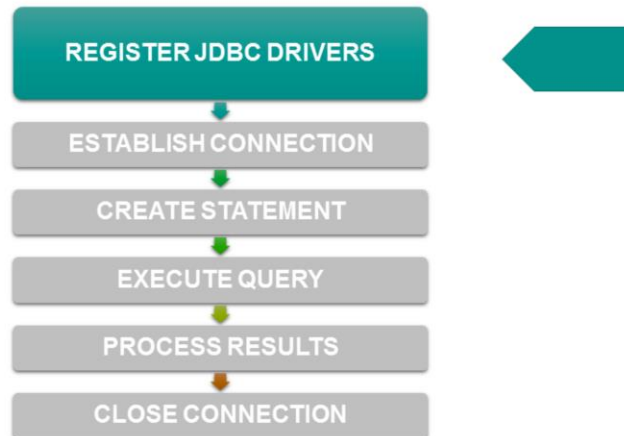 REGISTER JDBC DRIVERS
ESTABLISH CONNECTION
CREATE STATEMENT
EXECUTE QUERY
PROCESS RESULTS
CLOSE CONNECTION